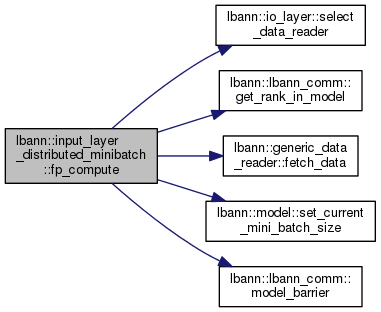 lbann::input_layer
_distributed_minibatch
::fp_compute
lbann::io_layer::select
_data_reader
lbann::lbann_comm::
get_rank_in_model
lbann::generic_data
_reader::fetch_data
lbann::model::set_current
_mini_batch_size
lbann::lbann_comm::
model_barrier